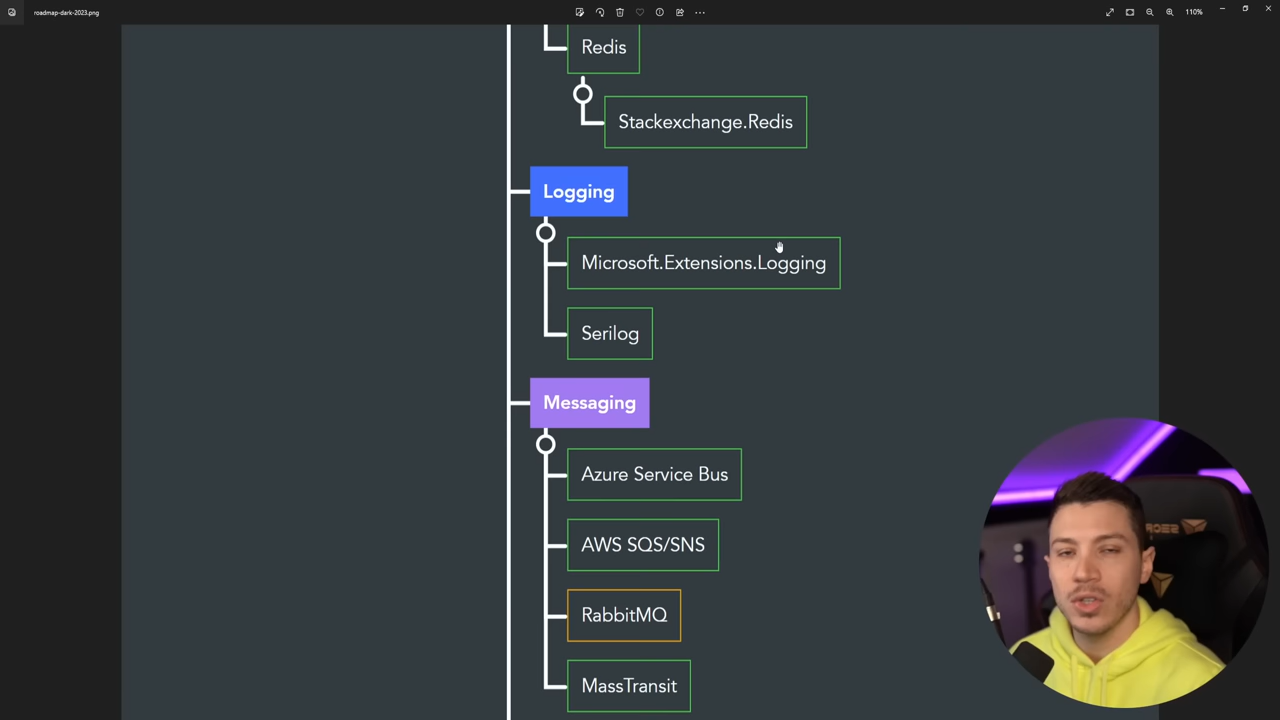 roadmap-dark-2023.png
110%
Redis
Stackexchange.Redis
Logging
Microsoft.Extensions.Logging
Serilog
Messaging
Azure Service Bus
AWS SQS/SNS
RabbitMQ
MassTransit